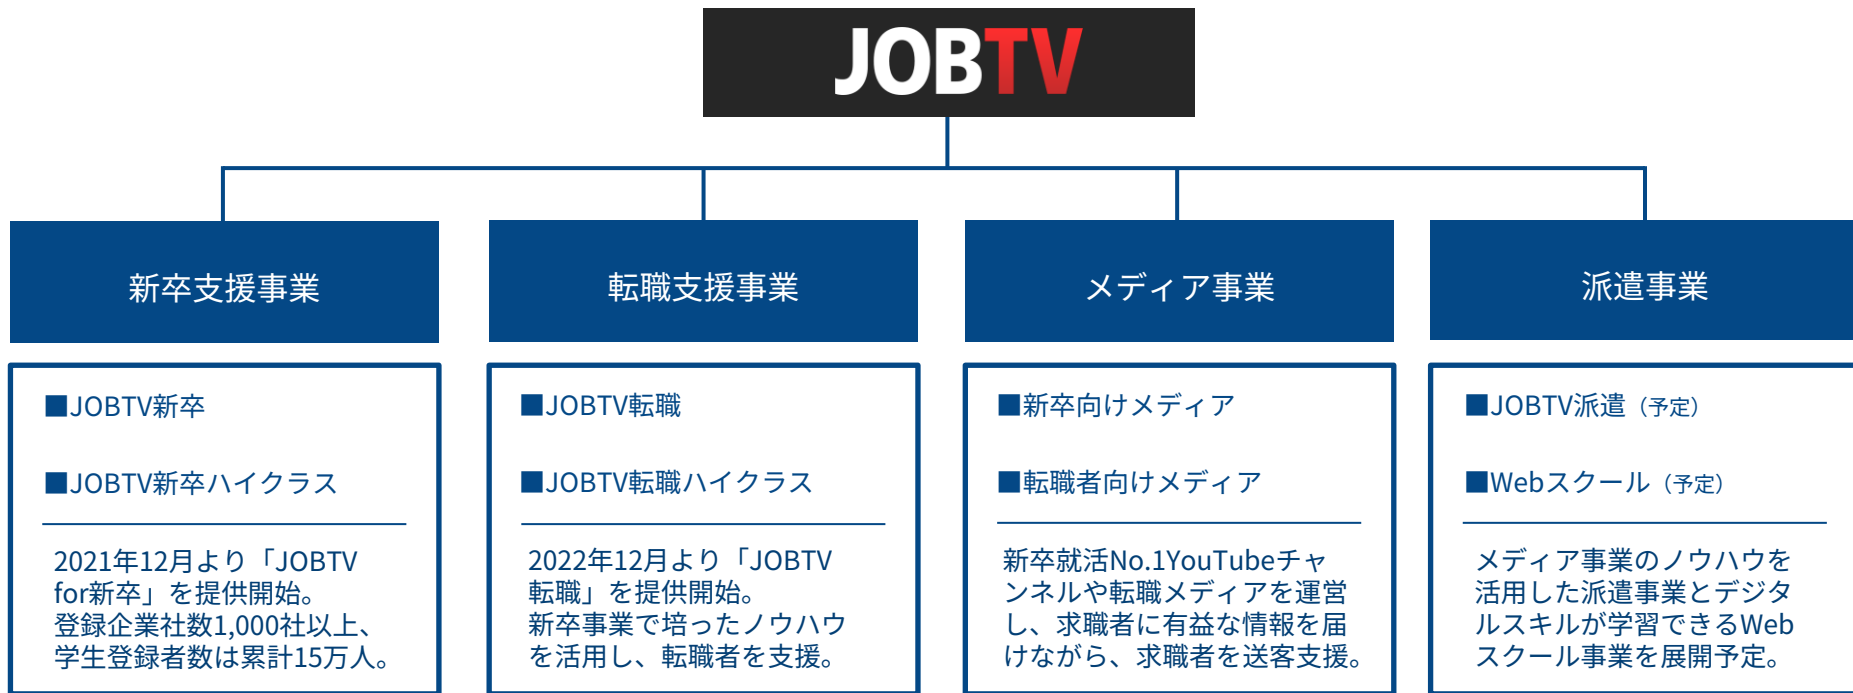 JOBTV
新卒支援事業
■JOBTV新卒
■JOBTV新卒ハイクラス
2021年12月より「JOBTV
for新卒」を提供開始。
登録企業社数1,000社以上、
学生登録者数は累計15万人。
転職支援事業
■JOBTV転職
■JOBTV転職ハイクラス
2022年12月より「JOBTV
転職」を提供開始。
新卒事業で培ったノウハウ
を活用し、転職者を支援。
メディア事業
■新卒向けメディア
■転職者向けメディア
新卒就活No.1YouTubeチャ
ンネルや転職メディアを運営
し、求職者に有益な情報を届
けながら、求職者を送客支援。
派遣事業
■JOBTV派遣（予定）
■Webスクール（予定）
メディア事業のノウハウを
活用した派遣事業とデジタ
ルスキルが学習できるWeb
スクール事業を展開予定。